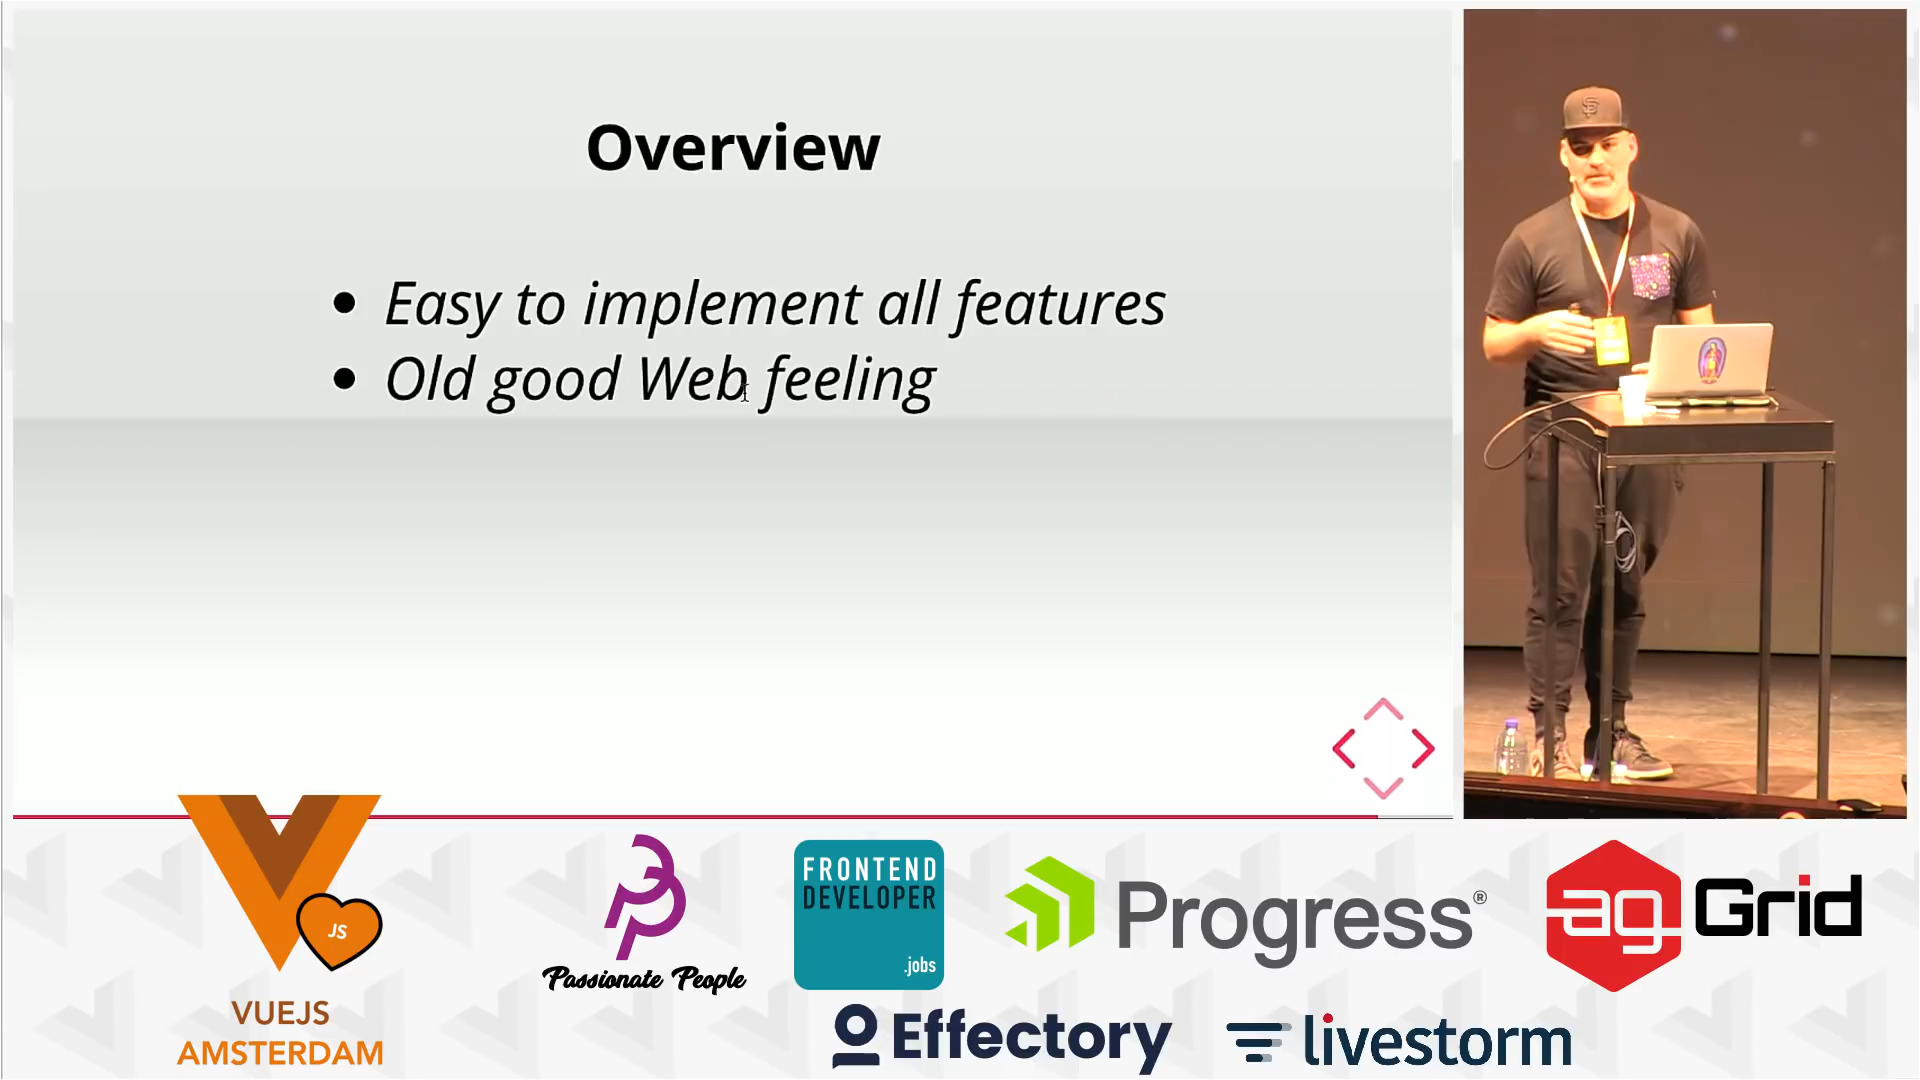 Overview
Easy to implement all features
Old good Web feeling
SF
JS
VUEJS
AMSTERDAM
Passionate People
FRONTEND
DEVELOPER
.jobs
Progress®
ag Grid
Effectory
livestorm